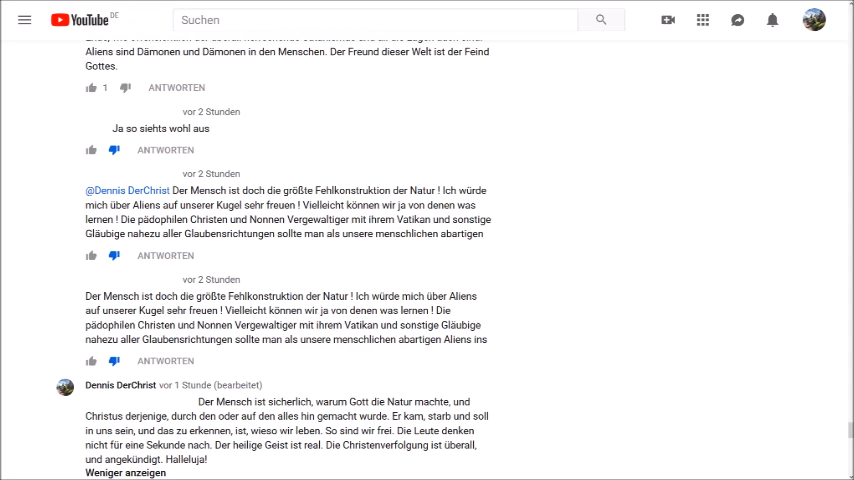 YouTube DE
Suchen
Aliens sind Dämonen und Dämonen in den Menschen. Der Freund dieser Welt ist der Feind
Gottes.
1 ANTWORTEN
vor 2 Stunden
Ja so siehts wohl aus
ANTWORTEN
vor 2 Stunden
@Dennis DerChrist Der Mensch ist doch die größte Fehlkonstruktion der Natur ! Ich würde
mich über Aliens auf unserer Kugel sehr freuen ! Vielleicht können wir ja von denen was
lernen ! Die pädophilen Christen und Nonnen Vergewaltiger mit ihrem Vatikan und sonstige
Gläubige nahezu aller Glaubensrichtungen sollte man als unsere menschlichen abartigen
ANTWORTEN
vor 2 Stunden
Der Mensch ist doch die größte Fehlkonstruktion der Natur ! Ich würde mich über Aliens
auf unserer Kugel sehr freuen ! Vielleicht können wir ja von denen was lernen ! Die
pädophilen Christen und Nonnen Vergewaltiger mit ihrem Vatikan und sonstige Gläubige
nahezu aller Glaubensrichtungen sollte man als unsere menschlichen abartigen Aliens ins
ANTWORTEN
Dennis DerChrist vor 1 Stunde (bearbeitet)
Der Mensch ist sicherlich, warum Gott die Natur machte, und
Christus derjenige, durch den oder auf den alles hin gemacht wurde. Er kam, starb und soll
in uns sein, und das zu erkennen, ist, wieso wir leben. So sind wir frei. Die Leute denken
nicht für eine Sekunde nach. Der heilige Geist ist real. Die Christenverfolgung ist überall,
und angekündigt. Halleluja!
Weniger anzeigen